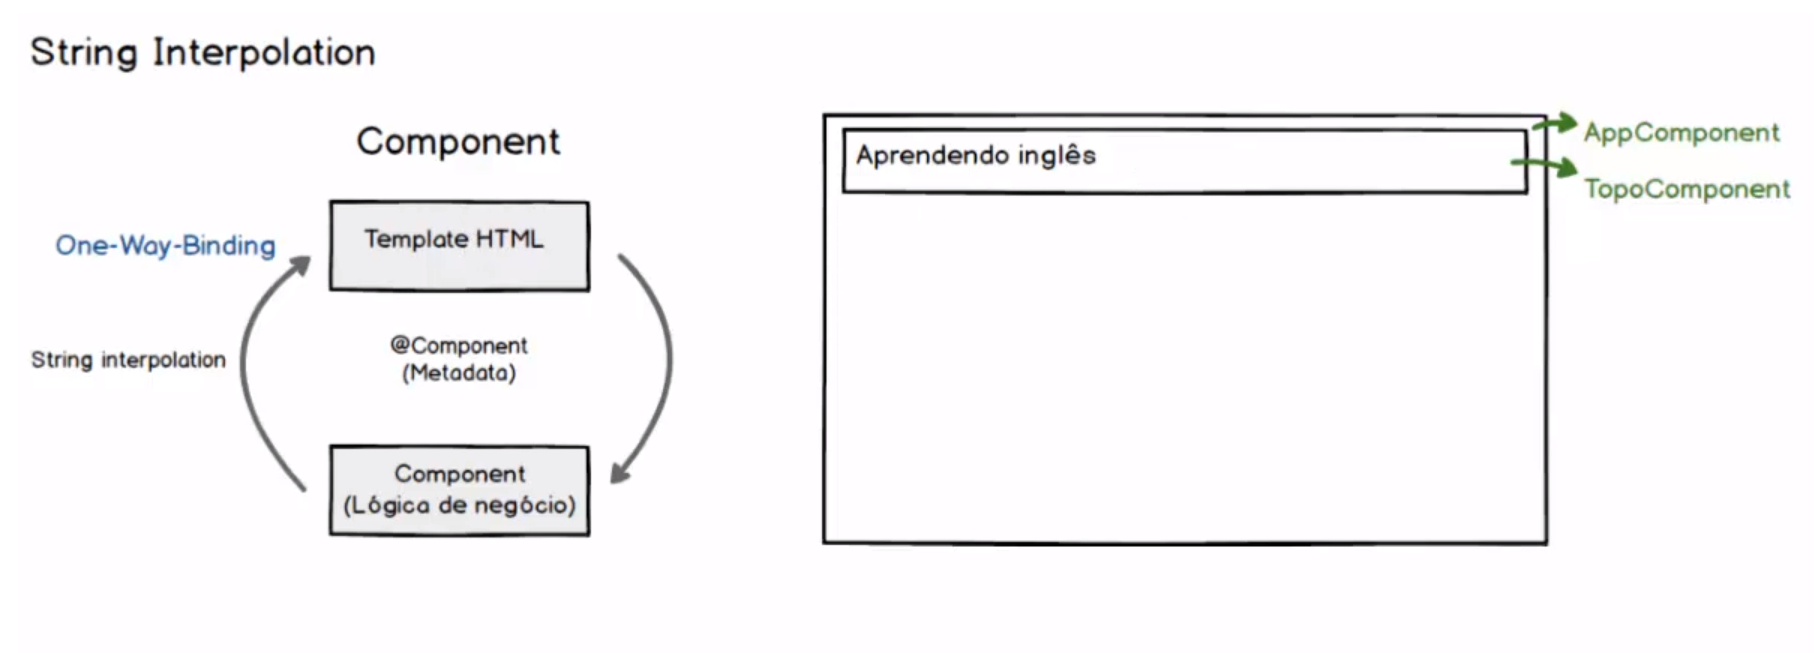 String Interpolation
Component
One-Way-Binding
Template HTML
String interpolation
@Component
(Metadata)
Component
(Lógica de negócio)
Aprendendo inglês
AppComponent
TopoComponent